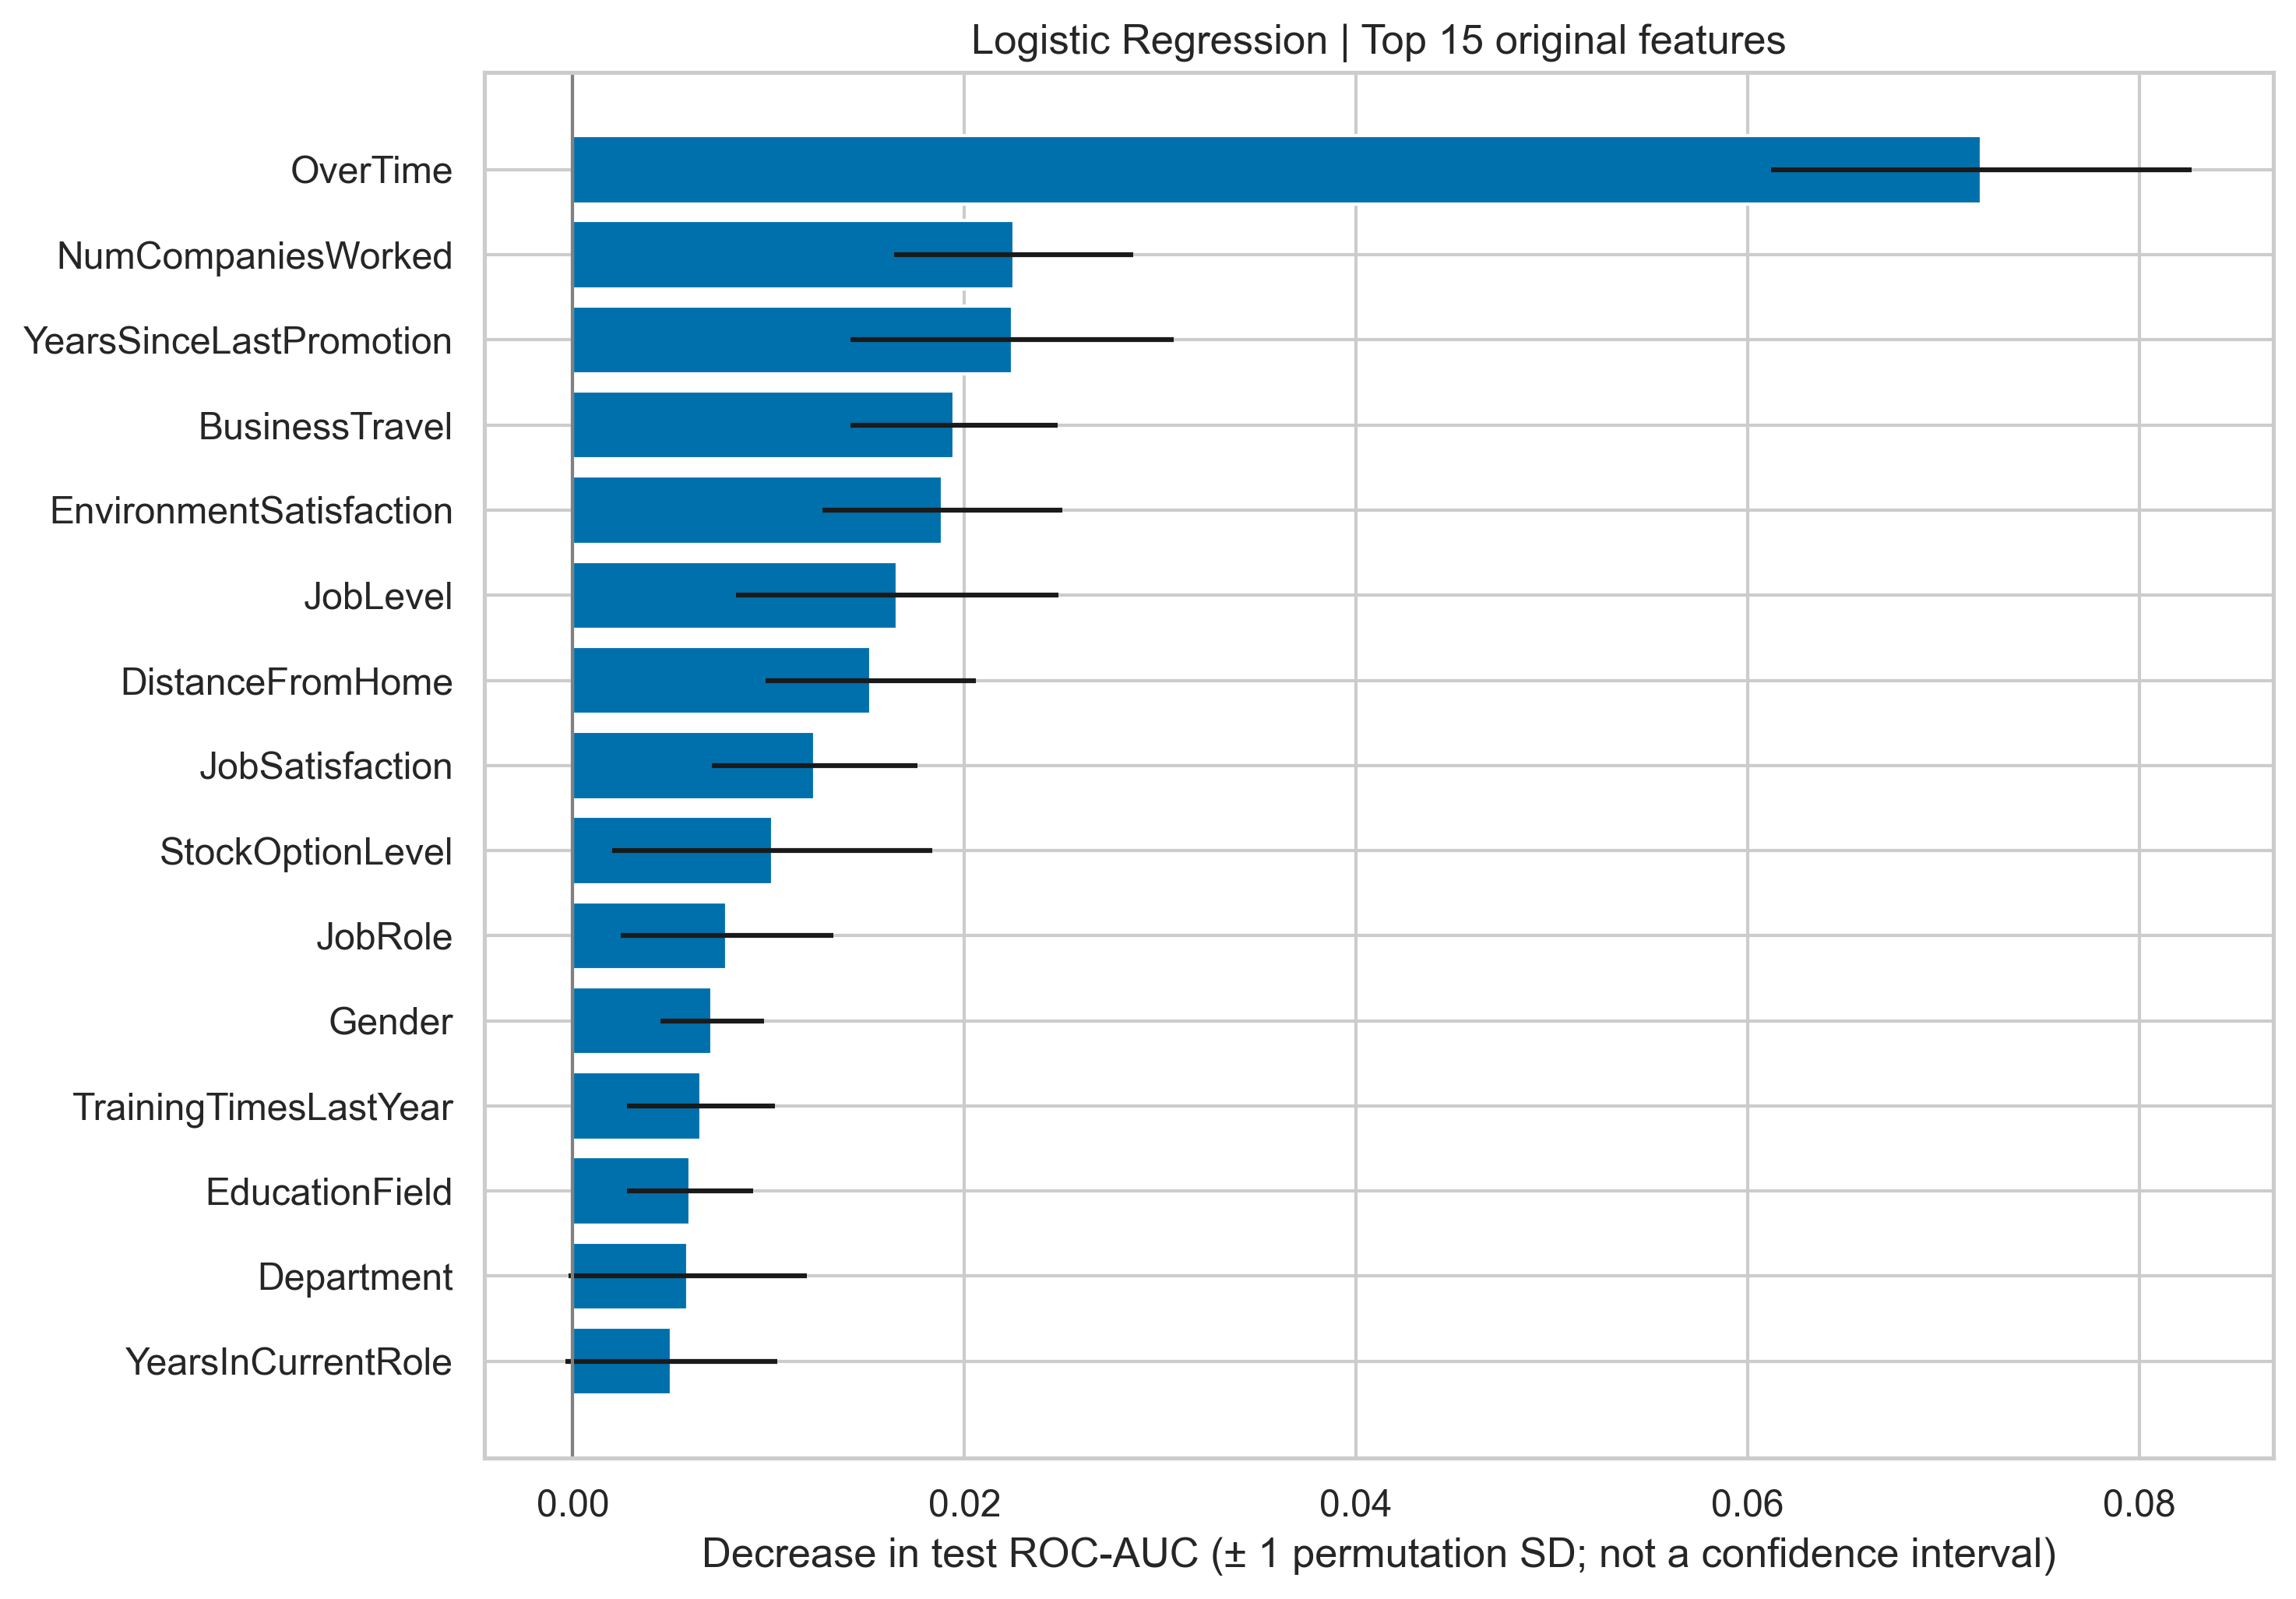 Logistic Regression | Top 15 original features
OverTime
NumCompaniesWorked
YearsSinceLastPromotion
BusinessTravel
EnvironmentSatisfaction
JobLevel
DistanceFromHome
JobSatisfaction
StockOptionLevel
JobRole
Gender
TrainingTimesLastYear
EducationField
Department
YearsInCurrentRole
0.00 0.02 0.04 0.06 0.08
Decrease in test ROC-AUC (± 1 permutation SD; not a confidence interval)